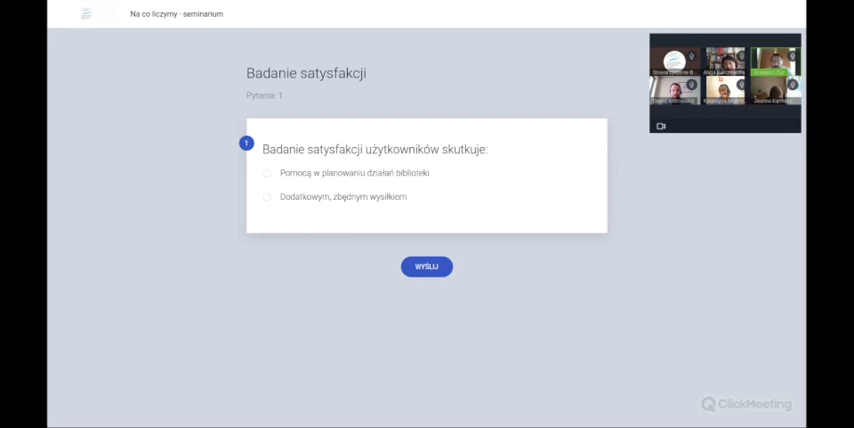 Na co liczymy - seminarium
Badanie satysfakcji
Pytania: 1
1
Badanie satysfakcji użytkowników skutkuje:
Pomocą w planowaniu działań biblioteki
Dodatkowym, zbędnym wysiłkiem
WYŚLIJ
Stowarzyszenie B...
ClickMeeting